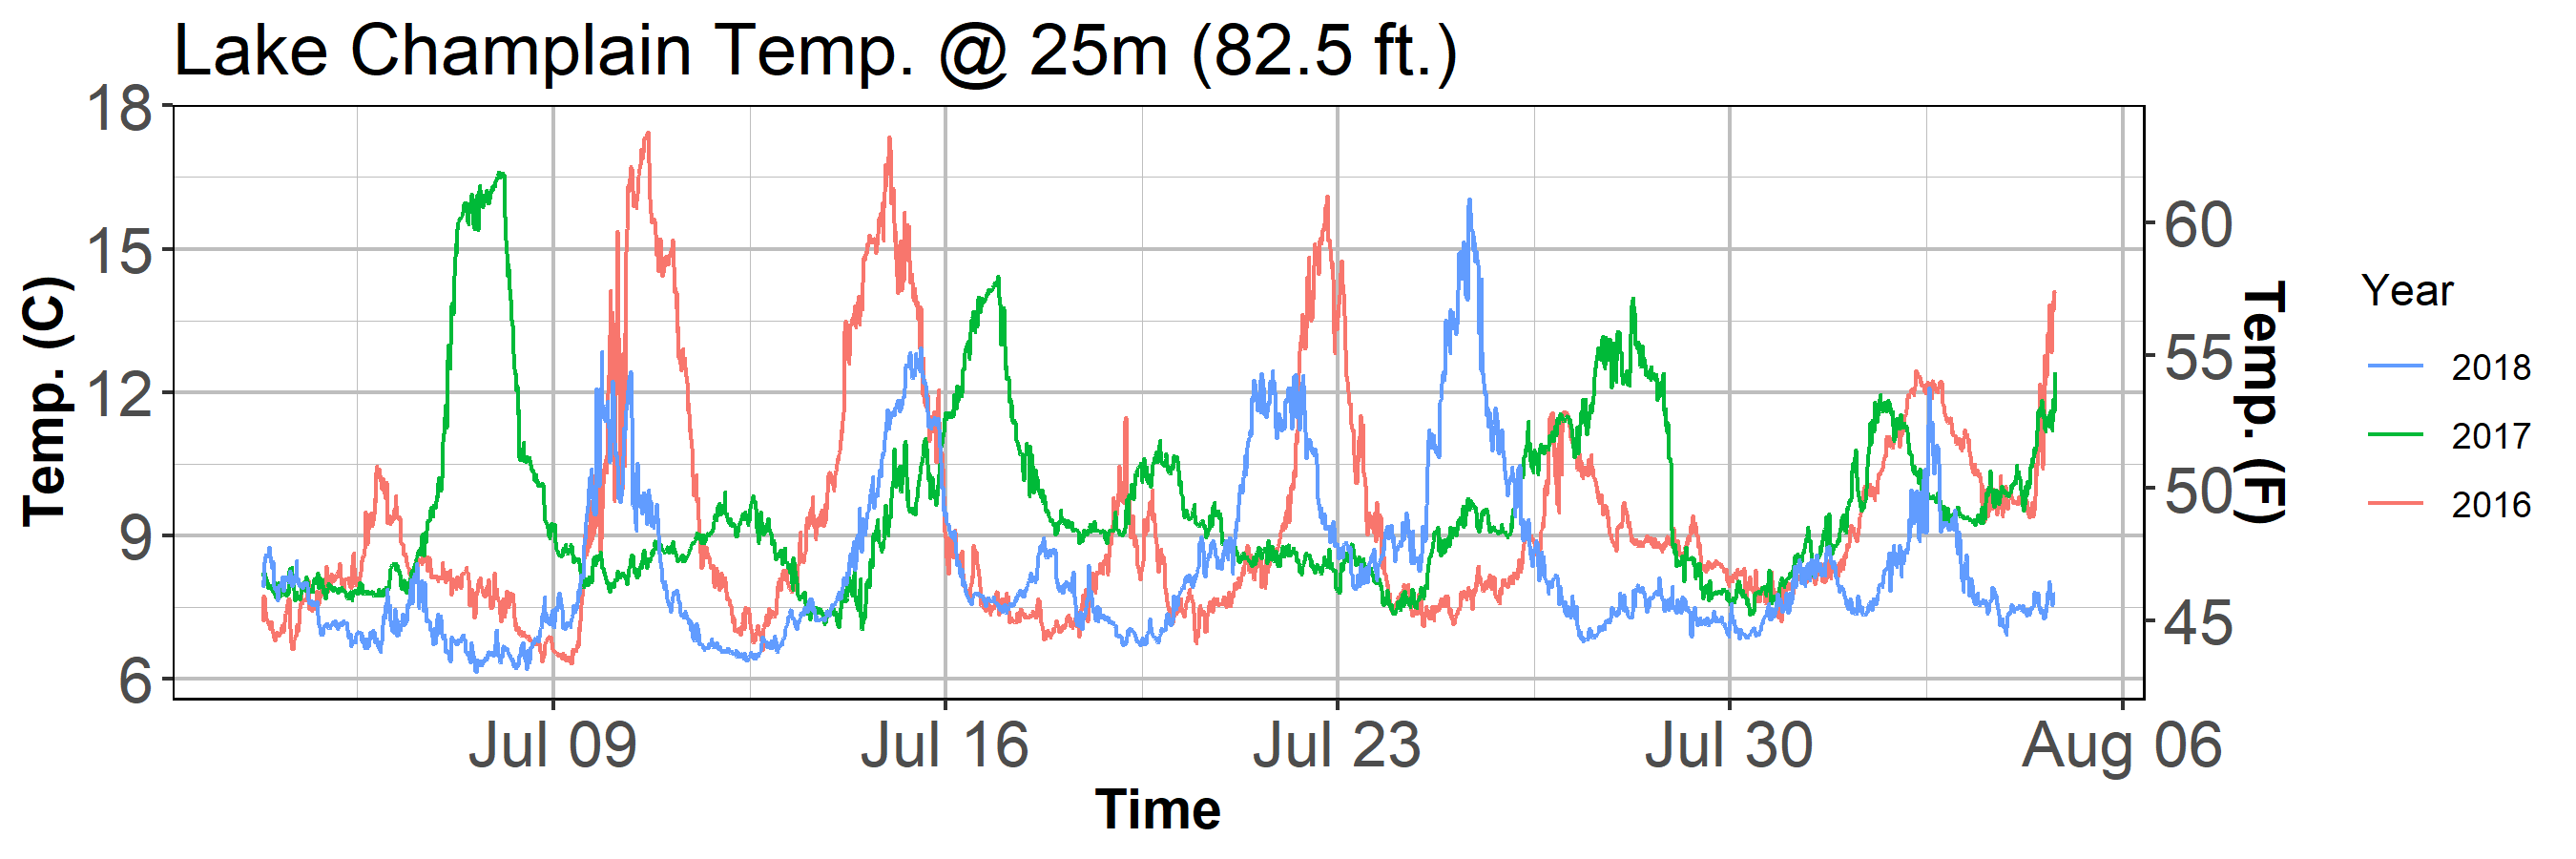 Lake Champlain Temp. @ 25m (82.5 ft.)
18
15
12
9
6
Temp. (C)
60
55
50
45
Temp. (F)
Jul 09
Jul 16
Jul 23
Jul 30
Aug 06
Time
Year
2018
2017
2016